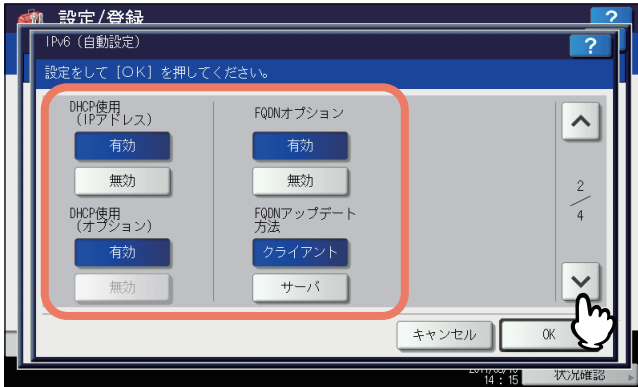 設定/登録
?
IPv6（自動設定）
?
設定をして［OK］を押してください。
DHCP使用
（IPアドレス）
有効
無効
DHCP使用
（オプション）
有効
無効
FQDNオプション
有効
無効
FQDNアップデート
方法
クライアント
サーバ
2
4
キャンセル
OK
14 : 15
状況確認